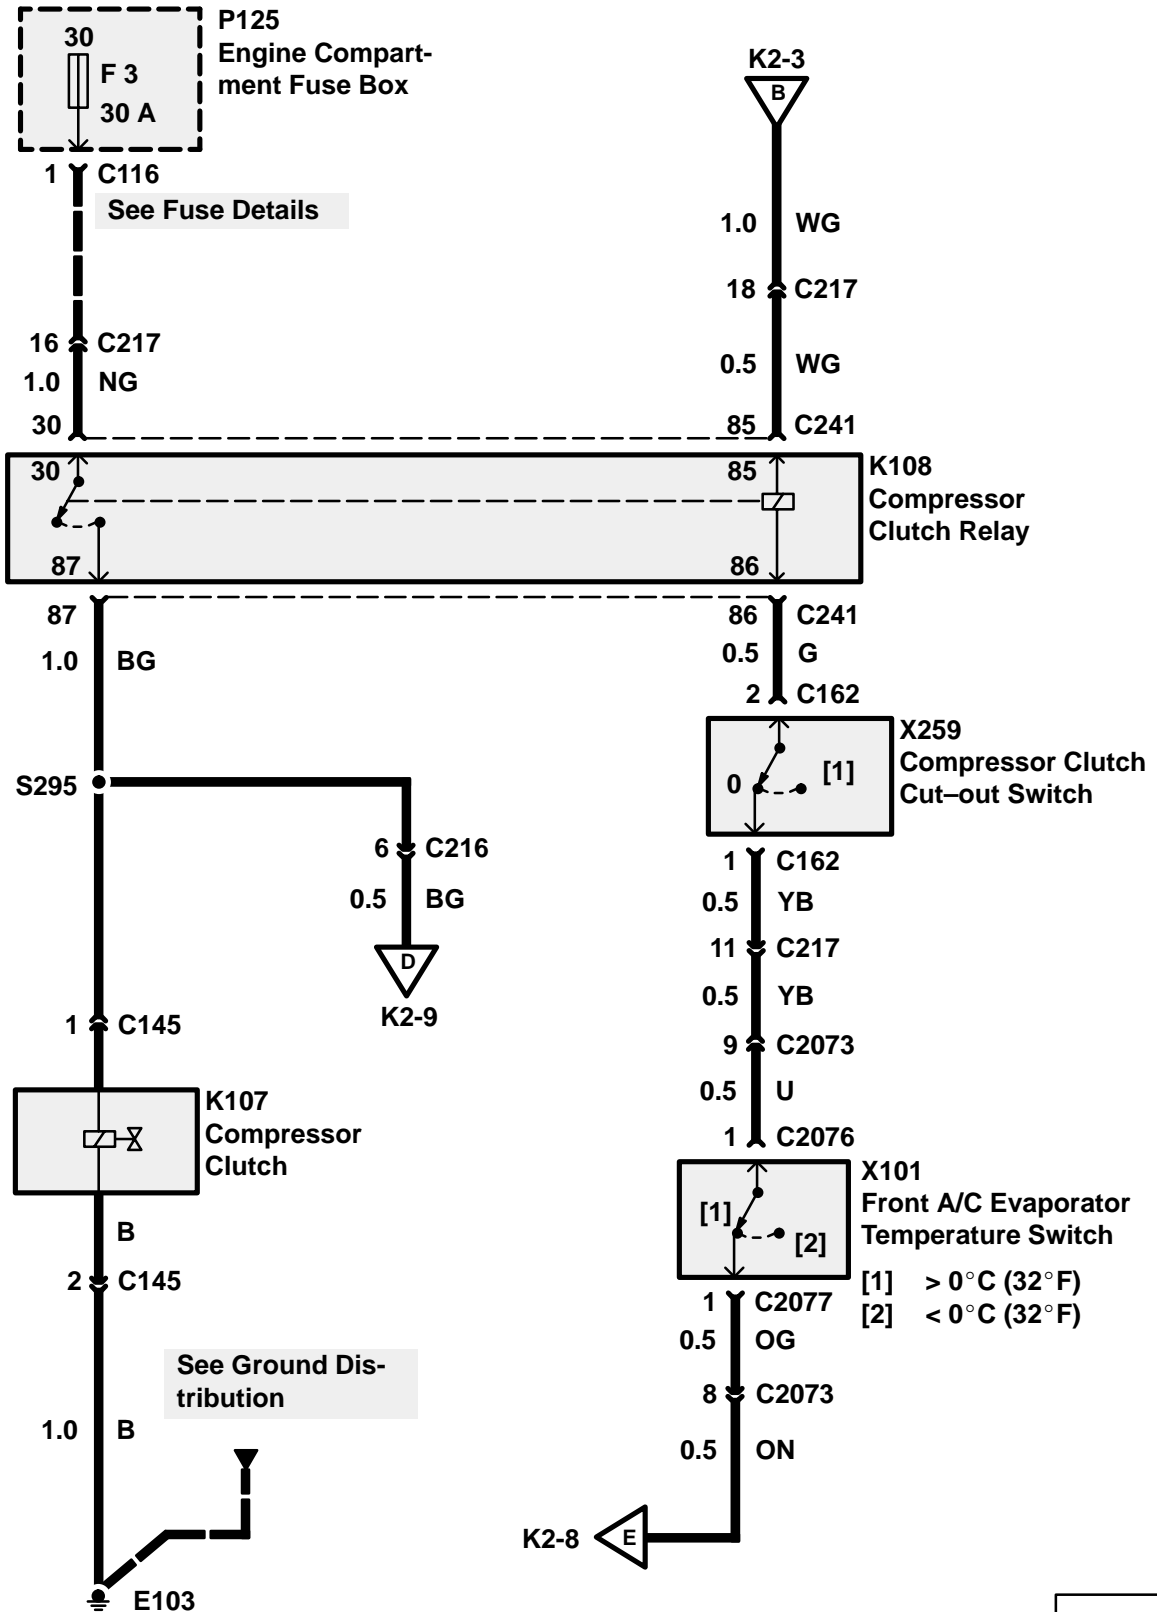 P125
Engine Compart-
ment Fuse Box
30
F 3
30 A
1 C116
See Fuse Details
16 C217
1.0 NG
30
K2-3
B
1.0 WG
18 C217
0.5 WG
85 C241
30
85
87
86
K108
Compressor
Clutch Relay
87
1.0 BG
S295
6 C216
0.5 BG
D
K2-9
1 C145
K107
Compressor
Clutch
B
2 C145
See Ground Dis-
tribution
1.0 B
E103
86 C241
0.5 G
2 C162
0 [1]
X259
Compressor Clutch
Cut–out Switch
1 C162
0.5 YB
11 C217
0.5 YB
9 C2073
0.5 U
1 C2076
[1]
[2]
X101
Front A/C Evaporator
Temperature Switch
[1] > 0°C (32°F)
[2] < 0°C (32°F)
1 C2077
0.5 OG
8 C2073
0.5 ON
K2-8
E